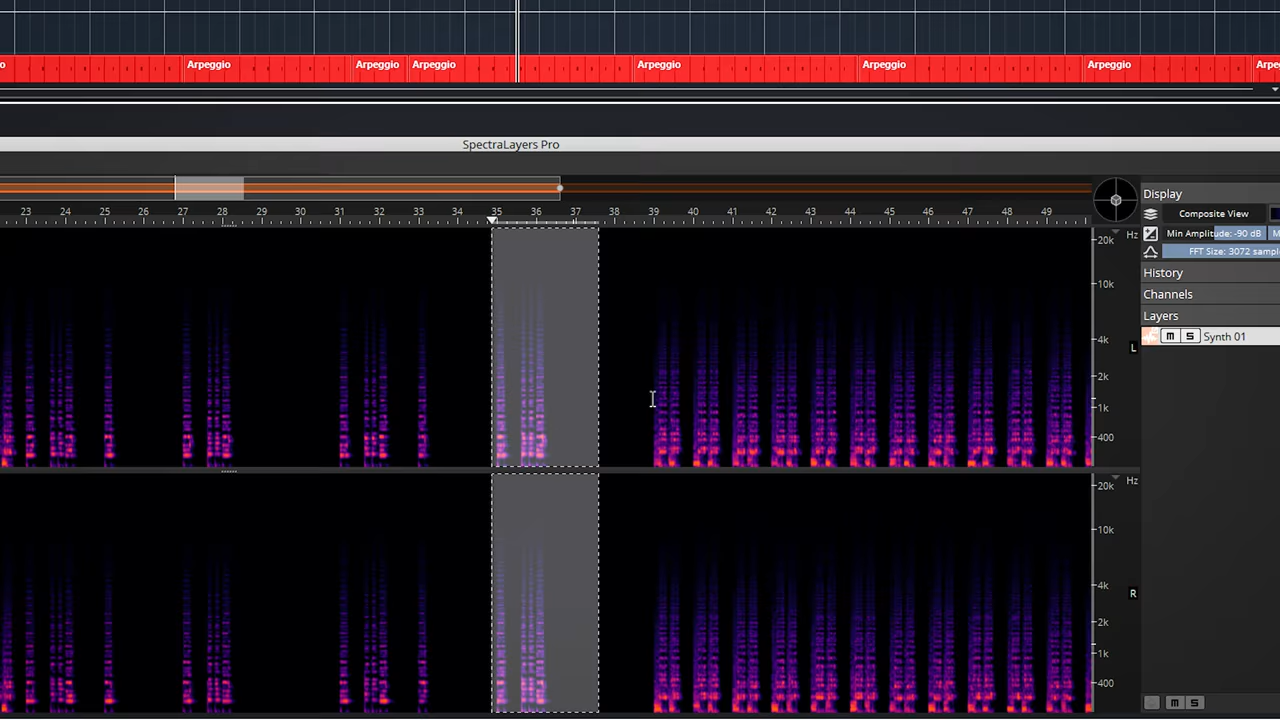 o Arpeggio Arpeggio Arpeggio Arpeggio Arpeggio Arpeggio Arpe
SpectraLayers Pro
23 24 25 26 27 28 29 30 31 32 33 34 35 36 37 38 39 40 41 42 43 44 45 46 47 48 49
Display
Composite View
Min Amplitude: -90 dB M
FFT Size: 3072 sampl
History
Channels
Layers
m S Synth 01
Hz
20k
10k
4k
L
2k
1k
400
Hz
20k
10k
4k
R
2k
1k
400
m S